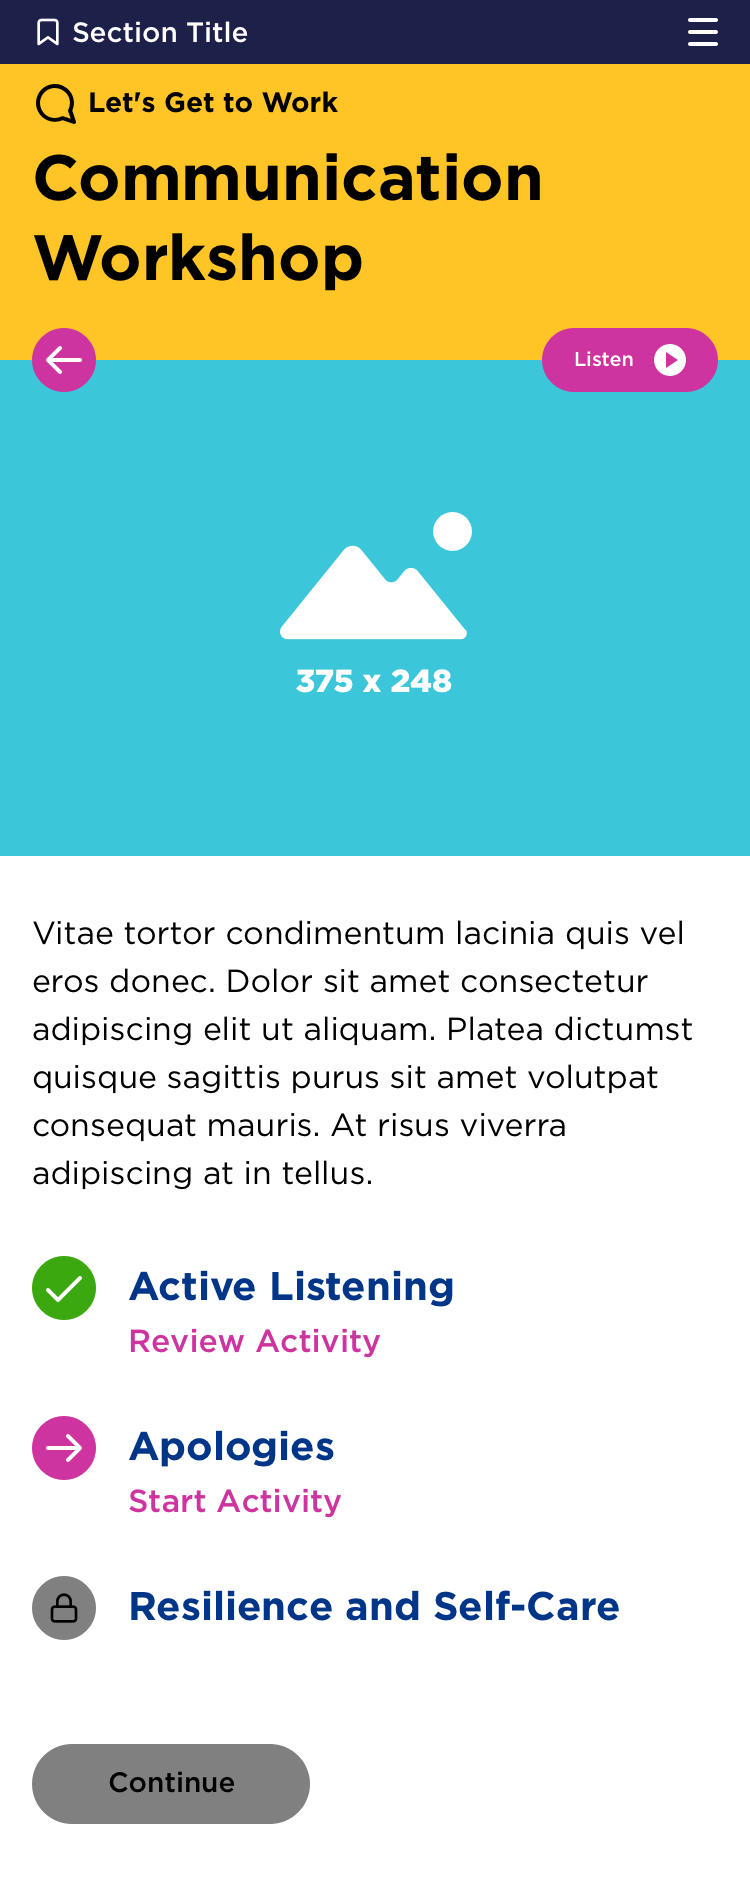 Section Title
Let's Get to Work
Communication
Workshop
Listen
375 x 248
Vitae tortor condimentum lacinia quis vel
eros donec. Dolor sit amet consectetur
adipiscing elit ut aliquam. Platea dictumst
quisque sagittis purus sit amet volutpat
consequat mauris. At risus viverra
adipiscing at in tellus.
Active Listening
Review Activity
Apologies
Start Activity
Resilience and Self-Care
Continue